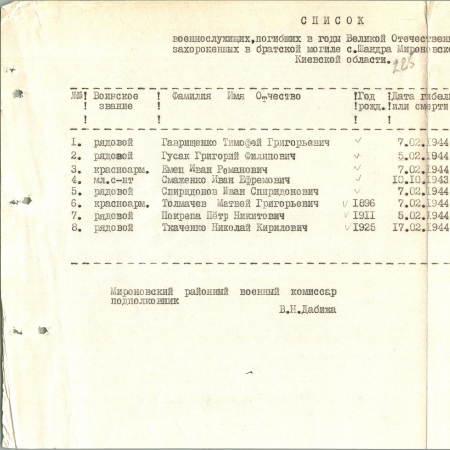 СПИСОК
военнослужищих,погибших в годы Великой Отечествен
захороненных в братской могиле с.Шандра Мироновско
Киевской области.
225
№№! Воинское ! Фамилия Имя Отчество !Год !Дата гибели
! звание ! !рожд.!или смерти
! ! ! !
1. рядовой Гаврищенко Тимофей Григорьевич 7.02.1944
2. рядовой Гусак Григорий Филипович 5.02.1944
3. красноарм. Емец Иван Романович 7.02.1944
4. мл.с-нт Смаженко Иван Ефремович 10.10.1943
5. рядовой Спиридонов Иван Спиридонович 7.02.1944
6. красноарм. Толмачев Матвей Григорьевич 1896 7.02.1944
7. рядовой Покрепа Пётр Никитович 1911 5.02.1944
8. рядовой Ткаченко Николай Кирилович 1925 17.02.1944
Мироновский районный военный комиссар
подполковник
В.Н.Дабижа